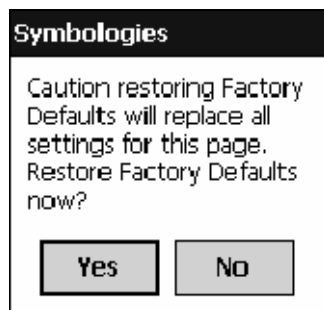 Symbologies
Caution restoring Factory
Defaults will replace all
settings for this page.
Restore Factory Defaults
now?
Yes No